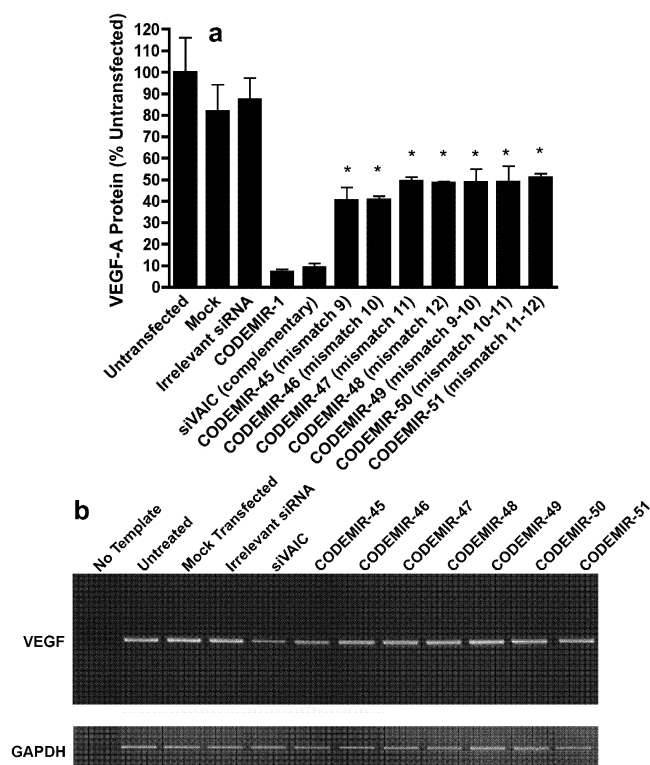 a
VEGF-A Protein (% Untransfected)
120
110
100
90
80
70
60
50
40
30
20
10
0
* * * * * * *
Untransfected
Mock
Irrelevant siRNA
CODEMIR-1
siVAIC (complementary)
CODEMIR-45 (mismatch 9)
CODEMIR-46 (mismatch 10)
CODEMIR-47 (mismatch 11)
CODEMIR-48 (mismatch 12)
CODEMIR-49 (mismatch 9-10)
CODEMIR-50 (mismatch 10-11)
CODEMIR-51 (mismatch 11-12)
b
No Template
Untreated
Mock Transfected
Irrelevant siRNA
siVAIC
CODEMIR-45
CODEMIR-46
CODEMIR-47
CODEMIR-48
CODEMIR-49
CODEMIR-50
CODEMIR-51
VEGF
GAPDH